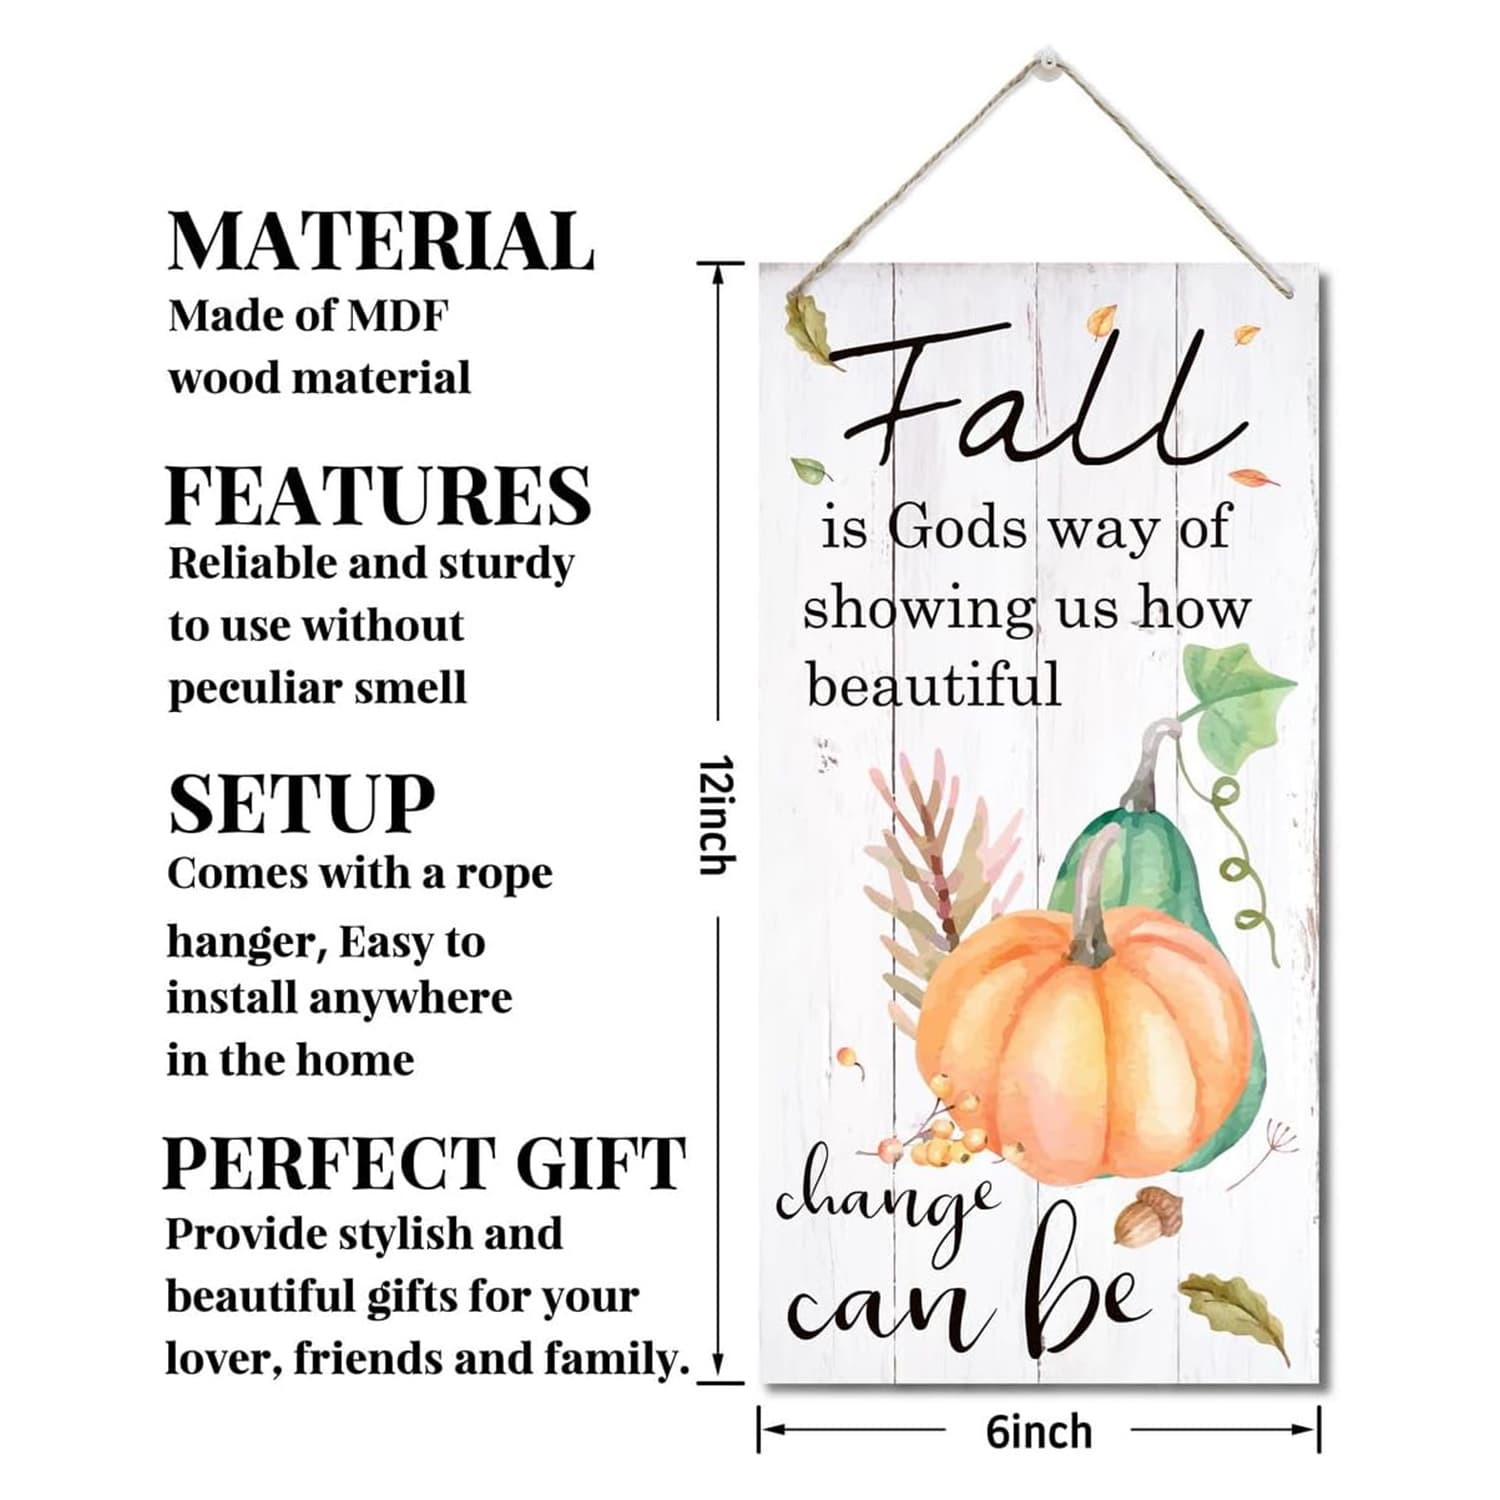 MATERIAL
Made of MDF
wood material
FEATURES
Reliable and sturdy
to use without
peculiar smell
SETUP
Comes with a rope
hanger, Easy to
install anywhere
in the home
PERFECT GIFT
Provide stylish and
beautiful gifts for your
lover, friends and family.
12inch
Fall
is Gods way of
showing us how
beautiful
change
can be
6inch